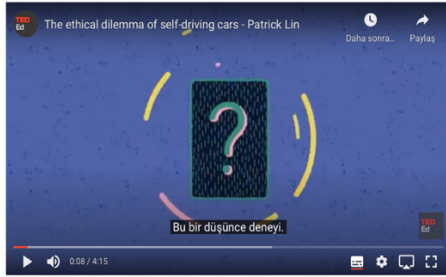 TED
Ed
The ethical dilemma of self-driving cars - Patrick Lin
Daha sonra...
Paylaş
?
Bu bir düşünce deneyi.
TED
Ed
0:08 / 4:15